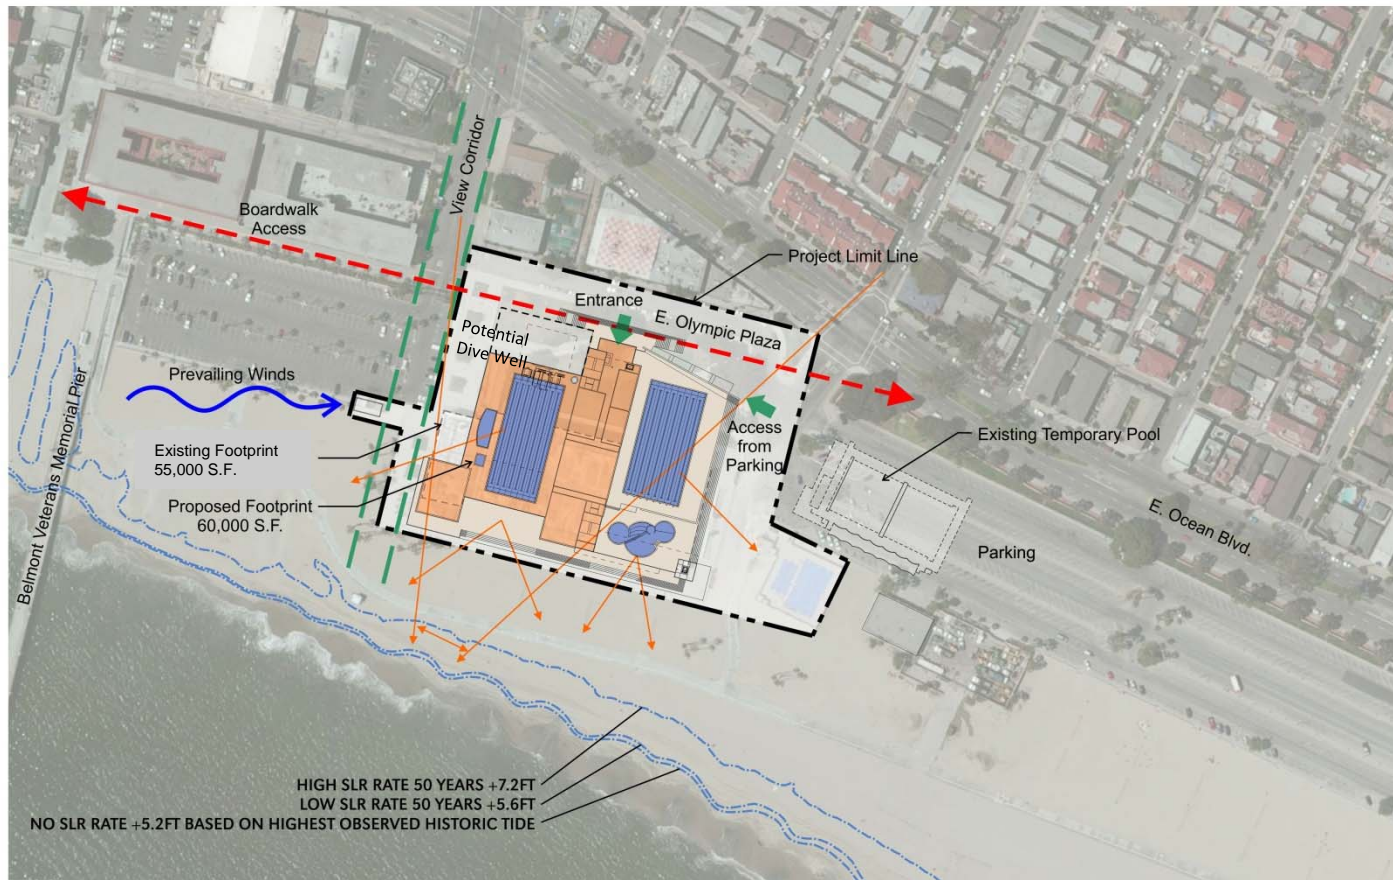 View Corridor
Boardwalk
Access
Project Limit Line
Entrance
E. Olympic Plaza
Potential
Dive Well
Prevailing Winds
Belmont Veterans Memorial Pier
Access
from
Parking
Existing Temporary Pool
Existing Footprint
55,000 S.F.
Proposed Footprint
60,000 S.F.
E. Ocean Blvd.
Parking
HIGH SLR RATE 50 YEARS +7.2FT
LOW SLR RATE 50 YEARS +5.6FT
NO SLR RATE +5.2FT BASED ON HIGHEST OBSERVED HISTORIC TIDE